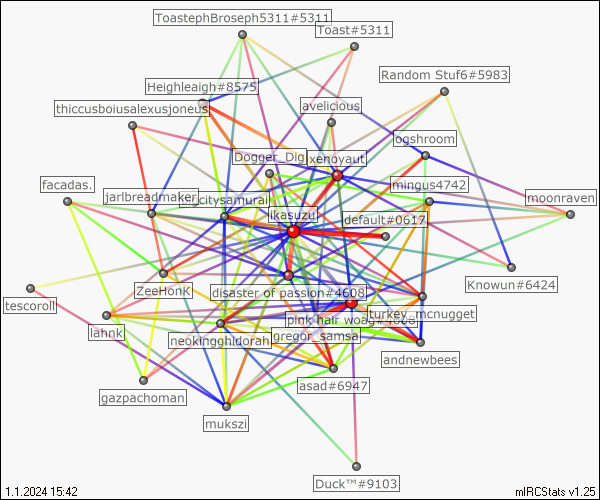 ToastephBroseph5311#5311
Toast#5311
Random Stuf6#5983
Heighleaigh#8575
avelicious
thiccusboiusalexusjoneus
ogshroom
Dogger_Dig
xenoyaut
mingus4742
facadas.
jarlbreadmaker
citysamurai
moonraven
ikasuzu
default#0617
Knowun#6424
ZeeHonK
disaster of passion#4608
tescoroll
lahnk
pink hair woag
turkey_mcnugget
neokingghidorah
gregor_samsa
andnewbees
asad#6947
gazpachoman
mukszi
Duck™#9103
1.1.2024 15:42
mIRCStats v1.25